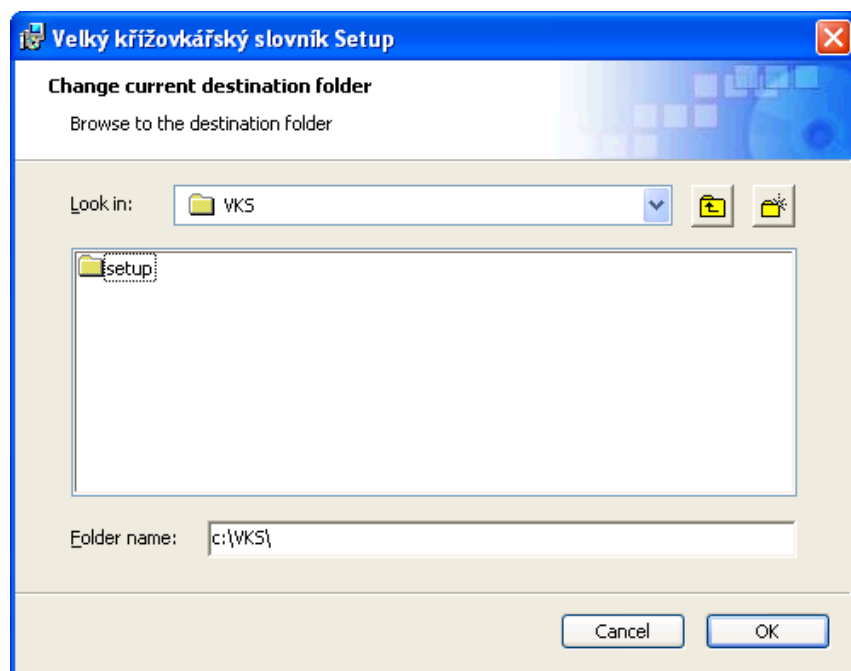 Velký křížovkářský slovník Setup
Change current destination folder
Browse to the destination folder
Look in: VKS
setup
Folder name: c:\VKS\
Cancel OK